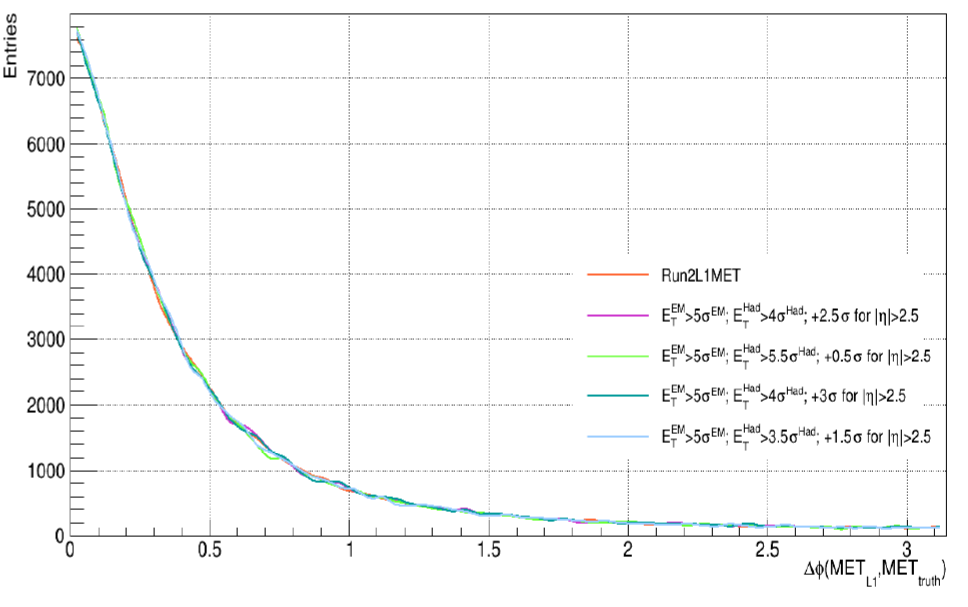 Entries
7000
6000
5000
4000
3000
2000
1000
0
Run2L1MET
E_T^EM>5σ^EM; E_T^Had>4σ^Had; +2.5σ for |η|>2.5
E_T^EM>5σ^EM; E_T^Had>5.5σ^Had; +0.5σ for |η|>2.5
E_T^EM>5σ^EM; E_T^Had>4σ^Had; +3σ for |η|>2.5
E_T^EM>5σ^EM; E_T^Had>3.5σ^Had; +1.5σ for |η|>2.5
0 0.5 1 1.5 2 2.5 3
Δϕ(MET_L1,MET_truth)